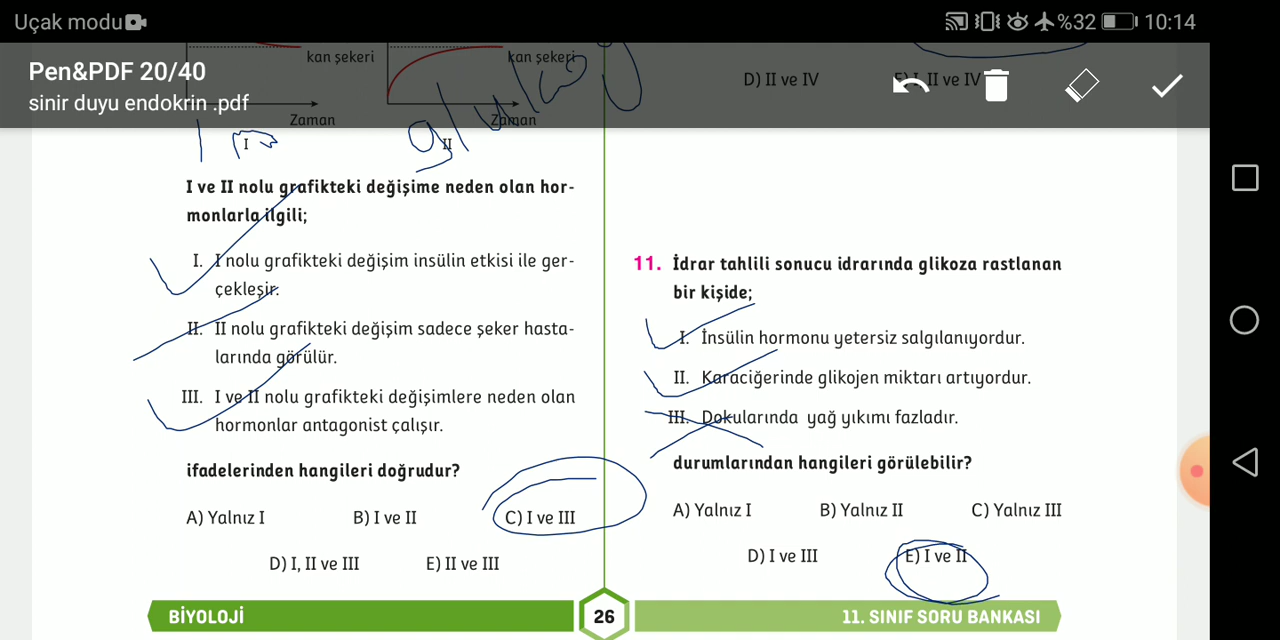 Uçak modu
%32 10:14
Pen&PDF 20/40
sinir duyu endokrin .pdf
kan şekeri
kan şekeri
Zaman
Zaman
I
II
I ve II nolu grafikteki değişime neden olan hor-
monlarla ilgili;
I. I nolu grafikteki değişim insülin etkisi ile ger-
çekleşir.
II. II nolu grafikteki değişim sadece şeker hasta-
larında görülür.
III. I ve II nolu grafikteki değişimlere neden olan
hormonlar antagonist çalışır.
ifadelerinden hangileri doğrudur?
A) Yalnız I B) I ve II C) I ve III
D) I, II ve III E) II ve III
D) II ve IV E) I, II ve IV
11. İdrar tahlili sonucu idrarında glikoza rastlanan
bir kişide;
I. İnsülin hormonu yetersiz salgılanıyordur.
II. Karaciğerinde glikojen miktarı artıyordur.
III. Dokularında yağ yıkımı fazladır.
durumlarından hangileri görülebilir?
A) Yalnız I B) Yalnız II C) Yalnız III
D) I ve III E) I ve II
BİYOLOJİ 26 11. SINIF SORU BANKASI